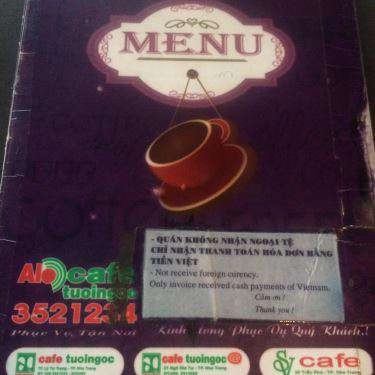 MENU
- QUÁN KHÔNG NHẬN NGOẠI TỆ
CHỈ NHẬN THANH TOÁN HÓA ĐƠN BẰNG
TIỀN VIỆT
- Not receive foreign curency.
Only invoice received cash payments of Vietnam.
Cám ơn !
Thank you !
Alo cafe
tuoingoc
3521234
Phục Vụ Tận Nơi
Kính Mong Phục Vụ Quý Khách.!
cafe tuoingoc
cafe tuoingoc
cafe